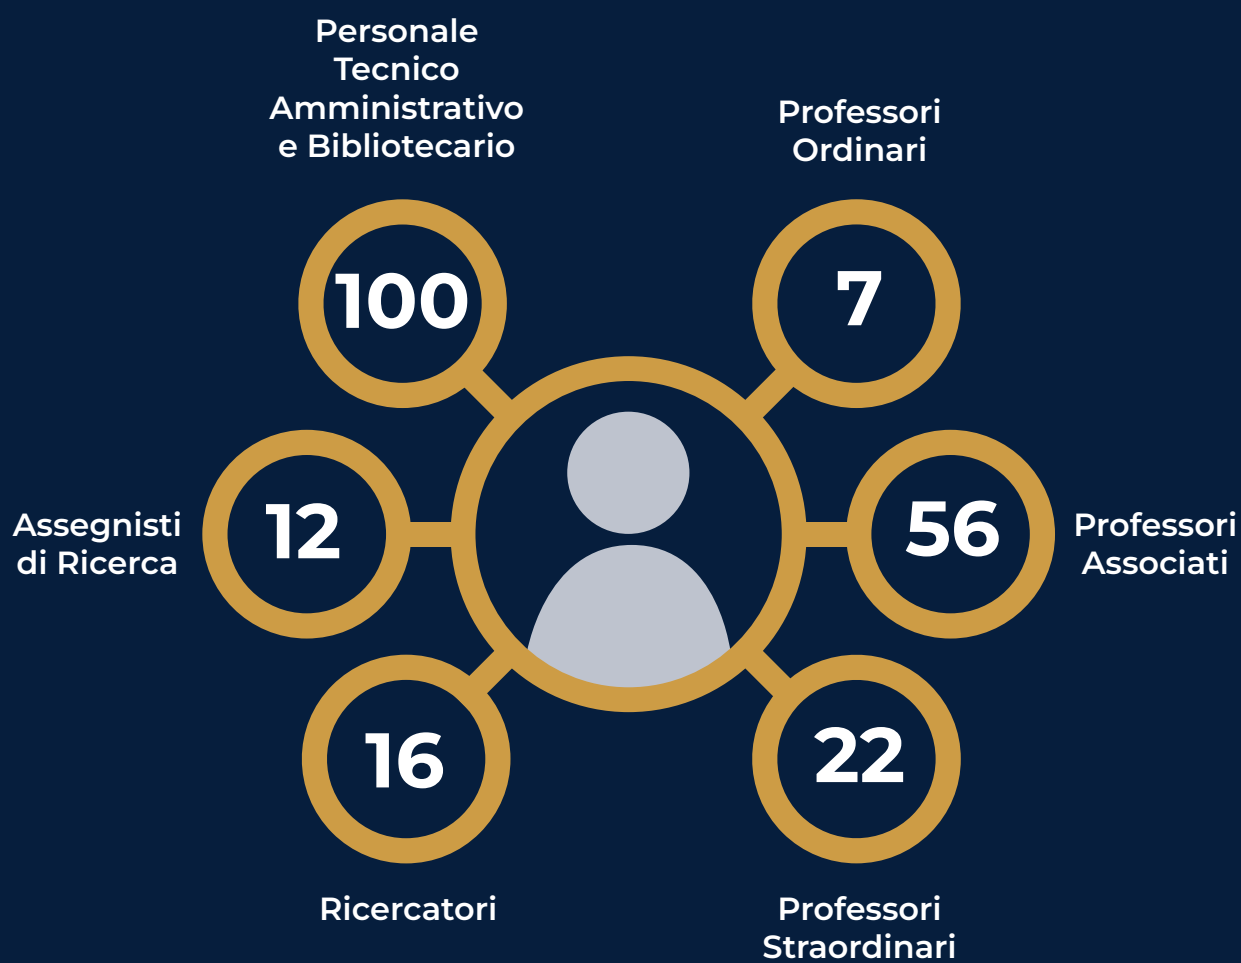 Personale
Tecnico
Amministrativo
e Bibliotecario
100
Professori
Ordinari
7
Assegnisti
di Ricerca
12
56
Professori
Associati
16
Ricercatori
22
Professori
Straordinari